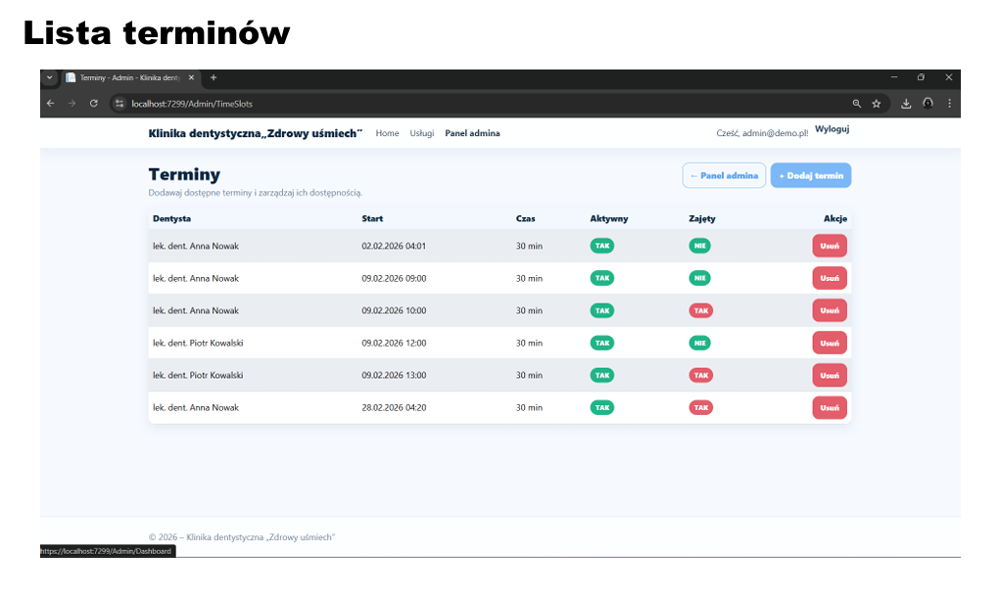 Lista terminów
Terminy - Admin - Klinika denty
localhost:7299/Admin/TimeSlots
Klinika dentystyczna„Zdrowy uśmiech” Home Usługi Panel admina Cześć, admin@demo.pl! Wyloguj
Terminy ← Panel admina + Dodaj termin
Dodawaj dostępne terminy i zarządzaj ich dostępnością.
Dentysta Start Czas Aktywny Zajęty Akcje
lek. dent. Anna Nowak 02.02.2026 04:01 30 min TAK NIE Usuń
lek. dent. Anna Nowak 09.02.2026 09:00 30 min TAK NIE Usuń
lek. dent. Anna Nowak 09.02.2026 10:00 30 min TAK TAK Usuń
lek. dent. Piotr Kowalski 09.02.2026 12:00 30 min TAK NIE Usuń
lek. dent. Piotr Kowalski 09.02.2026 13:00 30 min TAK TAK Usuń
lek. dent. Anna Nowak 28.02.2026 04:20 30 min TAK TAK Usuń
© 2026 – Klinika dentystyczna „Zdrowy uśmiech”
https://localhost:7299/Admin/Dashboard